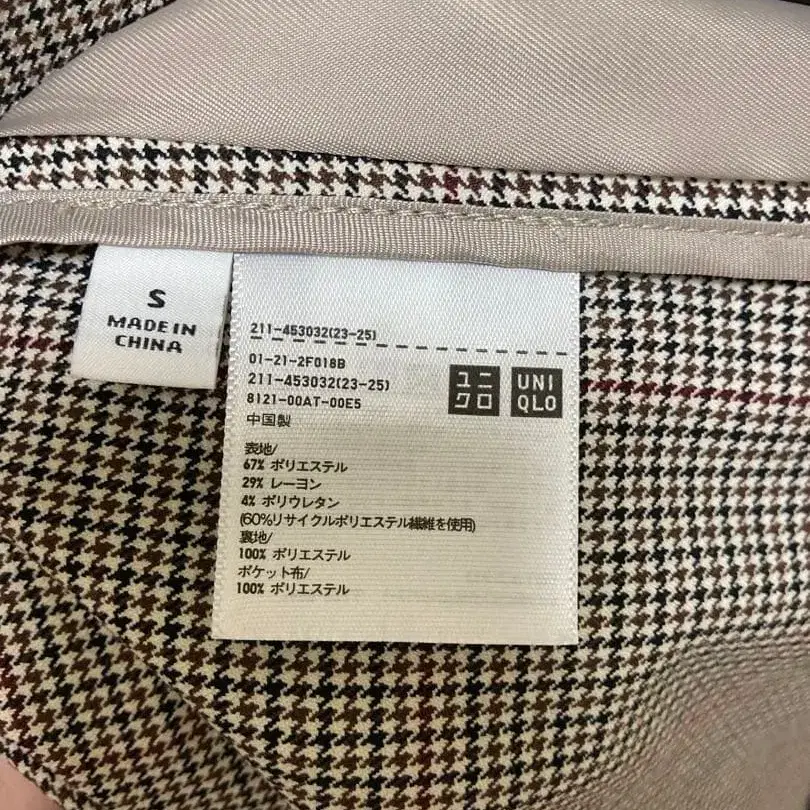 S
MADE IN
CHINA
211-453032(23-25)
01-21-2F018B
211-453032(23-25)
8121-00AT-00E5
中国製
ユニ
クロ
UNI
QLO
表地/
67% ポリエステル
29% レーヨン
4% ポリウレタン
(60%リサイクルポリエステル繊維を使用)
裏地/
100% ポリエステル
ポケット布/
100% ポリエステル